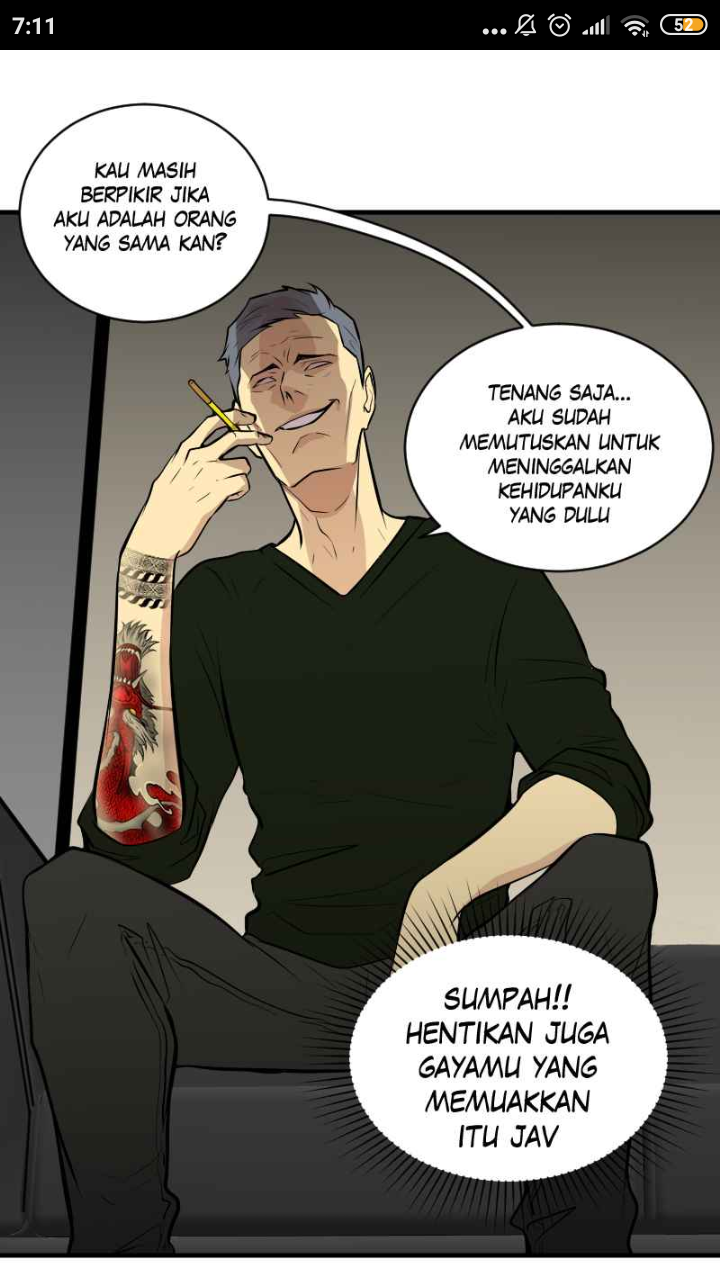 7:11
52
KAU MASIH
BERPIKIR JIKA
AKU ADALAH ORANG
YANG SAMA KAN?
TENANG SAJA...
AKU SUDAH
MEMUTUSKAN UNTUK
MENINGGALKAN
KEHIDUPANKU
YANG DULU
SUMPAH!!
HENTIKAN JUGA
GAYAMU YANG
MEMUAKKAN
ITU JAV